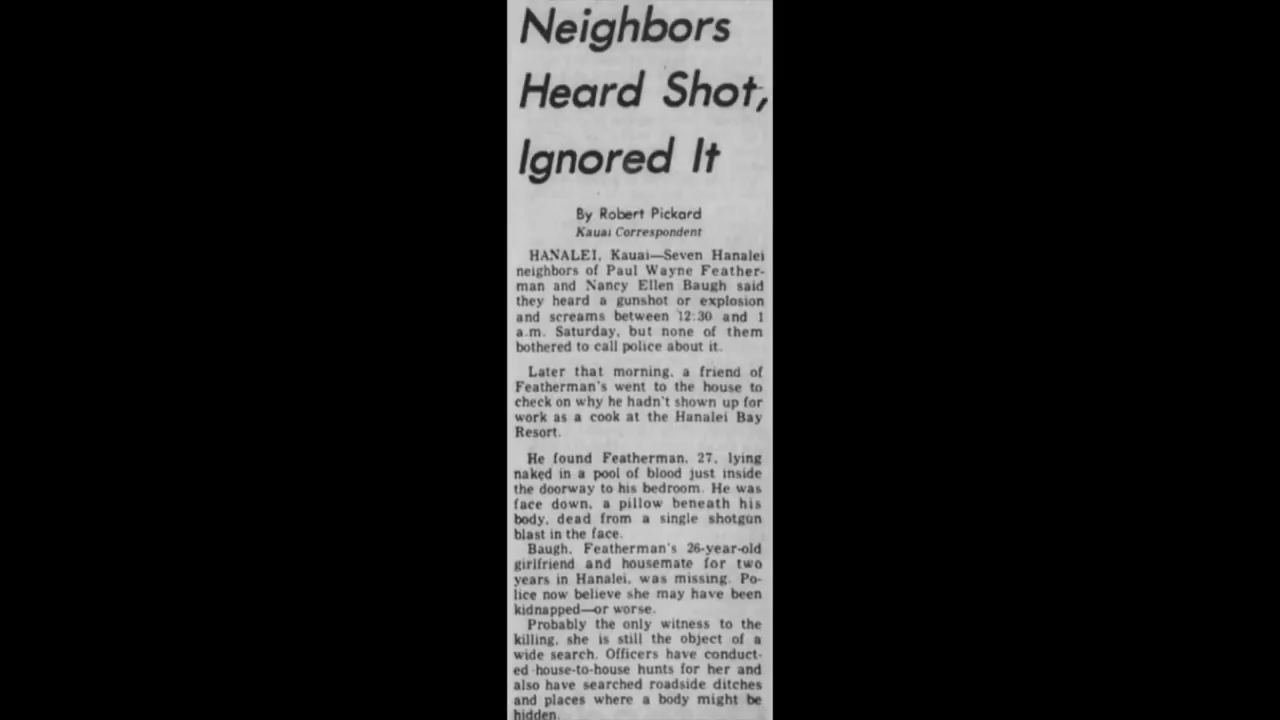 Neighbors
Heard Shot,
Ignored It
By Robert Pickard
Kauai Correspondent
HANALEI, Kauai—Seven Hanalei
neighbors of Paul Wayne Feather-
man and Nancy Ellen Baugh said
they heard a gunshot or explosion
and screams between 12:30 and 1
a.m. Saturday, but none of them
bothered to call police about it.
Later that morning, a friend of
Featherman's went to the house to
check on why he hadn't shown up for
work as a cook at the Hanalei Bay
Resort.
He found Featherman, 27, lying
naked in a pool of blood just inside
the doorway to his bedroom. He was
face down, a pillow beneath his
body, dead from a single shotgun
blast in the face.
Baugh, Featherman's 26-year-old
girlfriend and housemate for two
years in Hanalei, was missing. Po-
lice now believe she may have been
kidnapped—or worse.
Probably the only witness to the
killing, she is still the object of a
wide search. Officers have conduct-
ed house-to-house hunts for her and
also have searched roadside ditches
and places where a body might be
hidden.